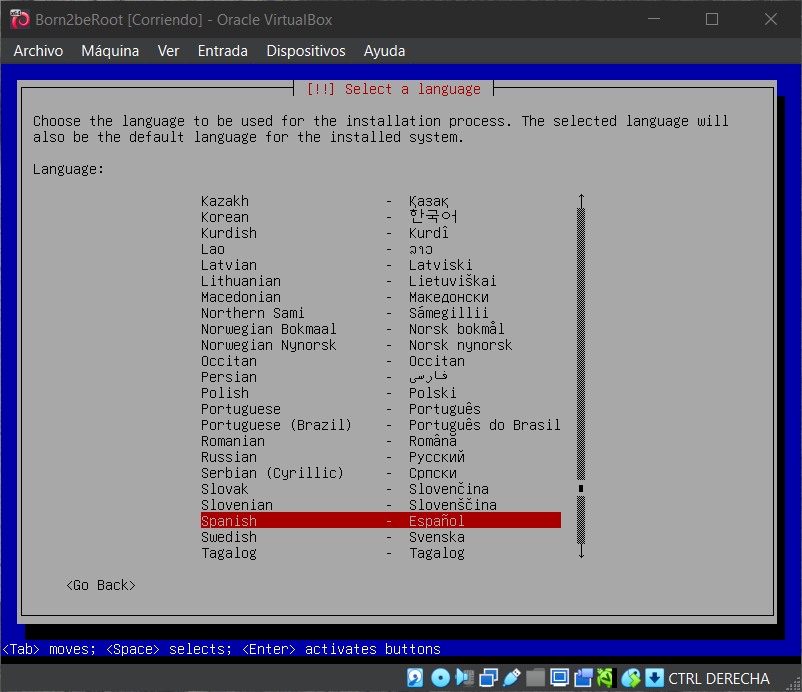 Born2beRoot [Corriendo] - Oracle VirtualBox
Archivo Máquina Ver Entrada Dispositivos Ayuda
[!!] Select a language
Choose the language to be used for the installation process. The selected language will
also be the default language for the installed system.
Language:
Kazakh - Қазақ
Korean - 한국어
Kurdish - Kurdî
Lao - ລາວ
Latvian - Latviski
Lithuanian - Lietuviškai
Macedonian - Македонски
Northern Sami - Sámegillii
Norwegian Bokmaal - Norsk bokmål
Norwegian Nynorsk - Norsk nynorsk
Occitan - Occitan
Persian - فارسی
Polish - Polski
Portuguese - Português
Portuguese (Brazil) - Português do Brasil
Romanian - Română
Russian - Русский
Serbian (Cyrillic) - Српски
Slovak - Slovenčina
Slovenian - Slovenščina
Spanish - Español
Swedish - Svenska
Tagalog - Tagalog
<Go Back>
<Tab> moves; <Space> selects; <Enter> activates buttons
CTRL DERECHA